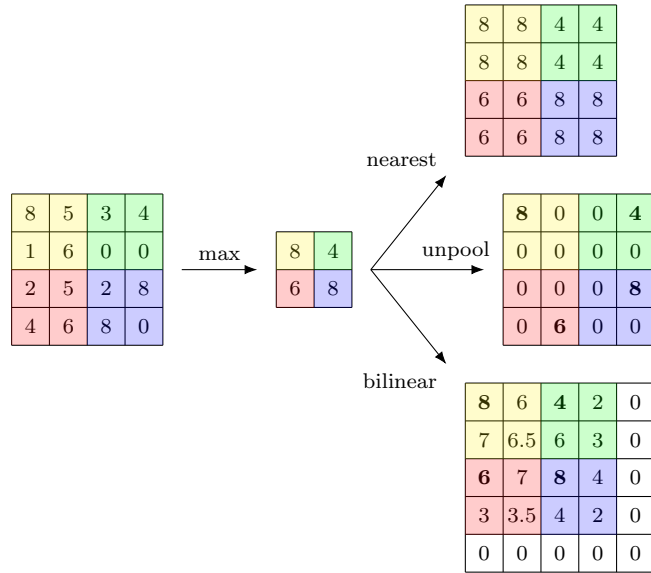 8 8 4 4
8 8 4 4
6 6 8 8
6 6 8 8
nearest
8 5 3 4
1 6 0 0
2 5 2 8
4 6 8 0
max
8 4
6 8
unpool
8 0 0 4
0 0 0 0
0 0 0 8
0 6 0 0
bilinear
8 6 4 2 0
7 6.5 6 3 0
6 7 8 4 0
3 3.5 4 2 0
0 0 0 0 0